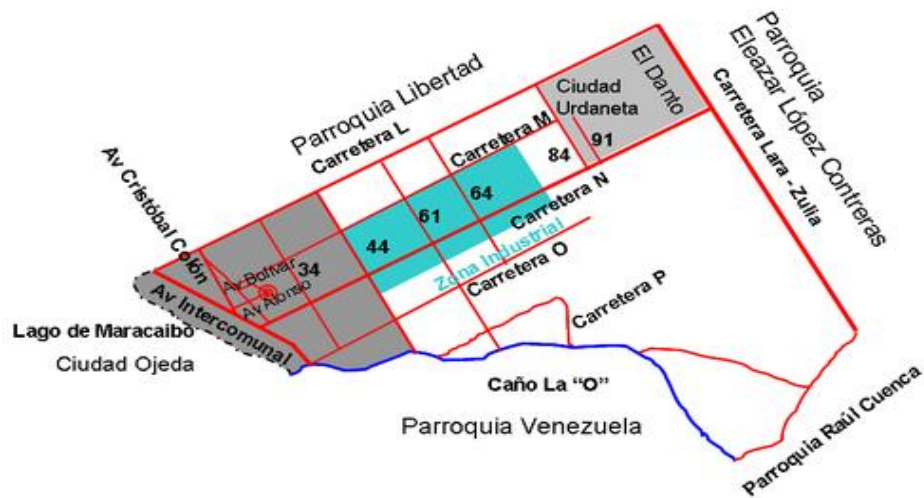 Parroquia
Eleazar López Contreras
Parroquia Libertad
Carretera L
Carretera M
Ciudad
Urdaneta
El Danto
91
84
Carretera Lara - Zulia
Av Cristóbal Colón
64
61
44
34
Carretera N
Zona Industrial
Carretera O
Av Bolívar
Av Alonso
Av Intercomunal
Carretera P
Lago de Maracaibo
Ciudad Ojeda
Caño La “O”
Parroquia Venezuela
Parroquia Raúl Cuenca